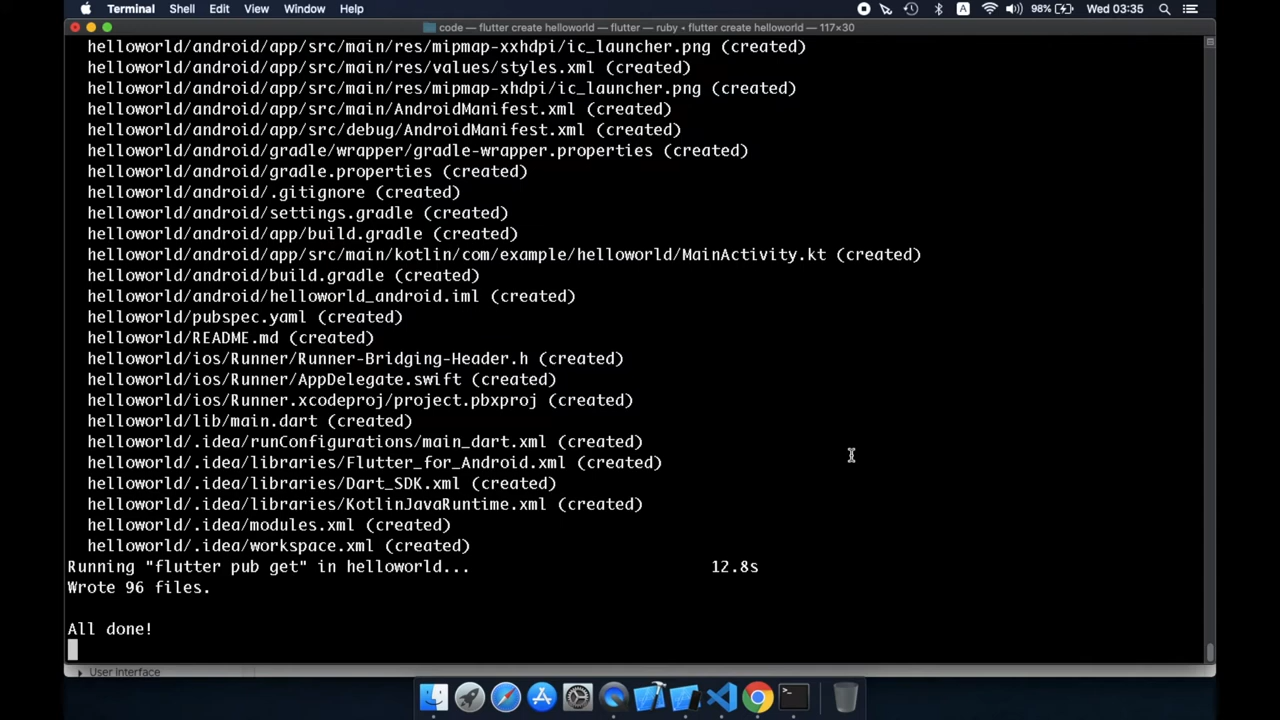 Terminal Shell Edit View Window Help A 98% Wed 03:35
code — flutter create helloworld — flutter — ruby • flutter create helloworld — 117×30
helloworld/android/app/src/main/res/mipmap-xxhdpi/ic_launcher.png (created)
helloworld/android/app/src/main/res/values/styles.xml (created)
helloworld/android/app/src/main/res/mipmap-xhdpi/ic_launcher.png (created)
helloworld/android/app/src/main/AndroidManifest.xml (created)
helloworld/android/app/src/debug/AndroidManifest.xml (created)
helloworld/android/gradle/wrapper/gradle-wrapper.properties (created)
helloworld/android/gradle.properties (created)
helloworld/android/.gitignore (created)
helloworld/android/settings.gradle (created)
helloworld/android/app/build.gradle (created)
helloworld/android/app/src/main/kotlin/com/example/helloworld/MainActivity.kt (created)
helloworld/android/build.gradle (created)
helloworld/android/helloworld_android.iml (created)
helloworld/pubspec.yaml (created)
helloworld/README.md (created)
helloworld/ios/Runner/Runner-Bridging-Header.h (created)
helloworld/ios/Runner/AppDelegate.swift (created)
helloworld/ios/Runner.xcodeproj/project.pbxproj (created)
helloworld/lib/main.dart (created)
helloworld/.idea/runConfigurations/main_dart.xml (created)
helloworld/.idea/libraries/Flutter_for_Android.xml (created)
helloworld/.idea/libraries/Dart_SDK.xml (created)
helloworld/.idea/libraries/KotlinJavaRuntime.xml (created)
helloworld/.idea/modules.xml (created)
helloworld/.idea/workspace.xml (created)
Running "flutter pub get" in helloworld... 12.8s
Wrote 96 files.
All done!
User interface